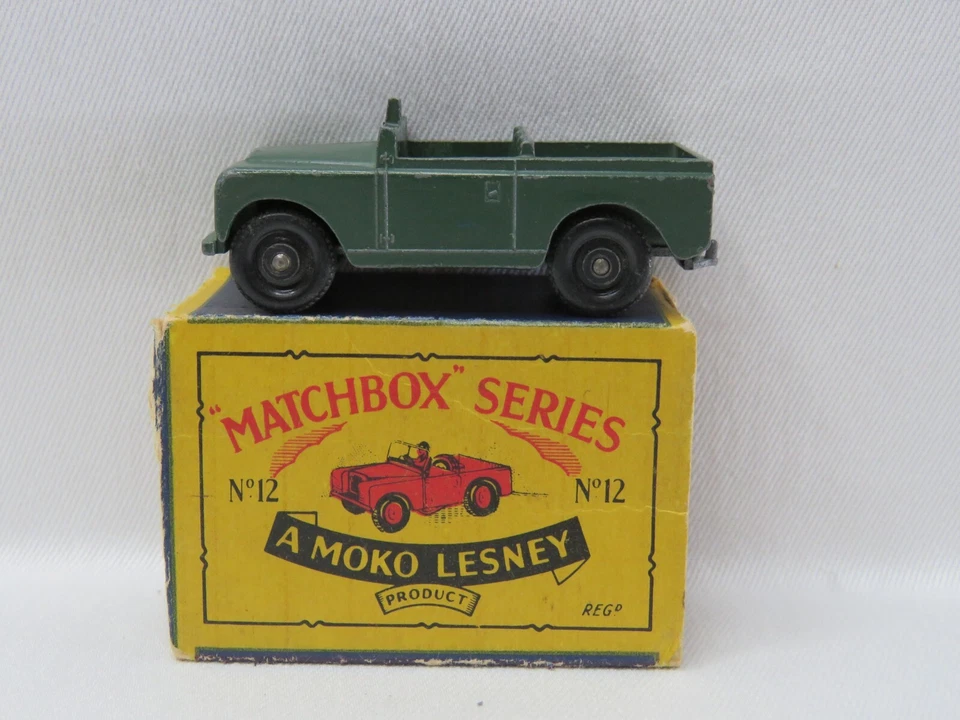 "MATCHBOX" SERIES
Nº12 Nº12
A MOKO LESNEY
PRODUCT
REGD